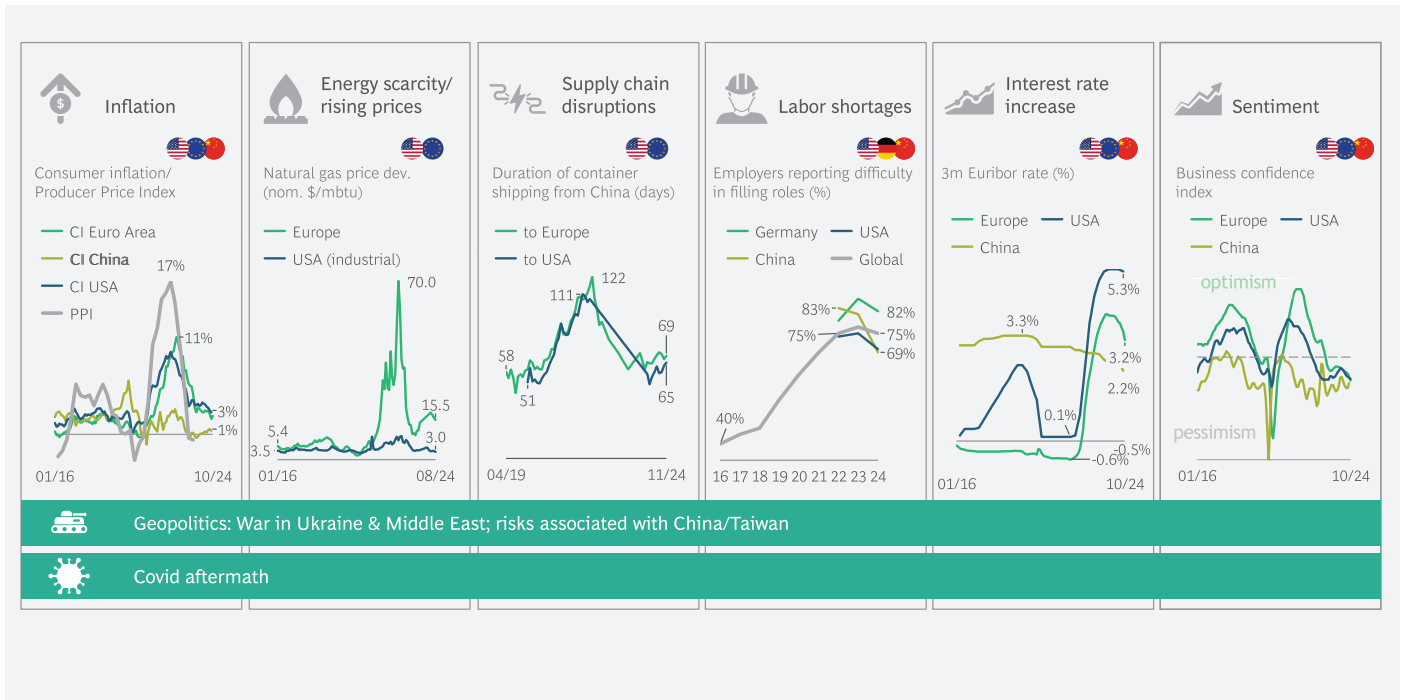 Inflation
Consumer inflation/
Producer Price Index
CI Euro Area
CI China
CI USA
PPI
17%
11%
3%
-1%
01/16
10/24
Energy scarcity/
rising prices
Natural gas price dev.
(nom. $/mbtu)
Europe
USA (industrial)
70.0
15.5
5.4
3.0
3.5
01/16
08/24
Supply chain
disruptions
Duration of container
shipping from China (days)
to Europe
to USA
122
111
69
58
51
65
04/19
11/24
Labor shortages
Employers reporting difficulty
in filling roles (%)
Germany
USA
China
Global
83%
82%
75%
75%
69%
40%
16 17 18 19 20 21 22 23 24
Interest rate
increase
3m Euribor rate (%)
Europe
USA
China
5.3%
3.3%
3.2%
2.2%
0.1%
-0.5%
-0.6%
01/16
10/24
Sentiment
Business confidence
index
Europe
USA
China
optimism
pessimism
01/16
10/24
Geopolitics: War in Ukraine & Middle East; risks associated with China/Taiwan
Covid aftermath